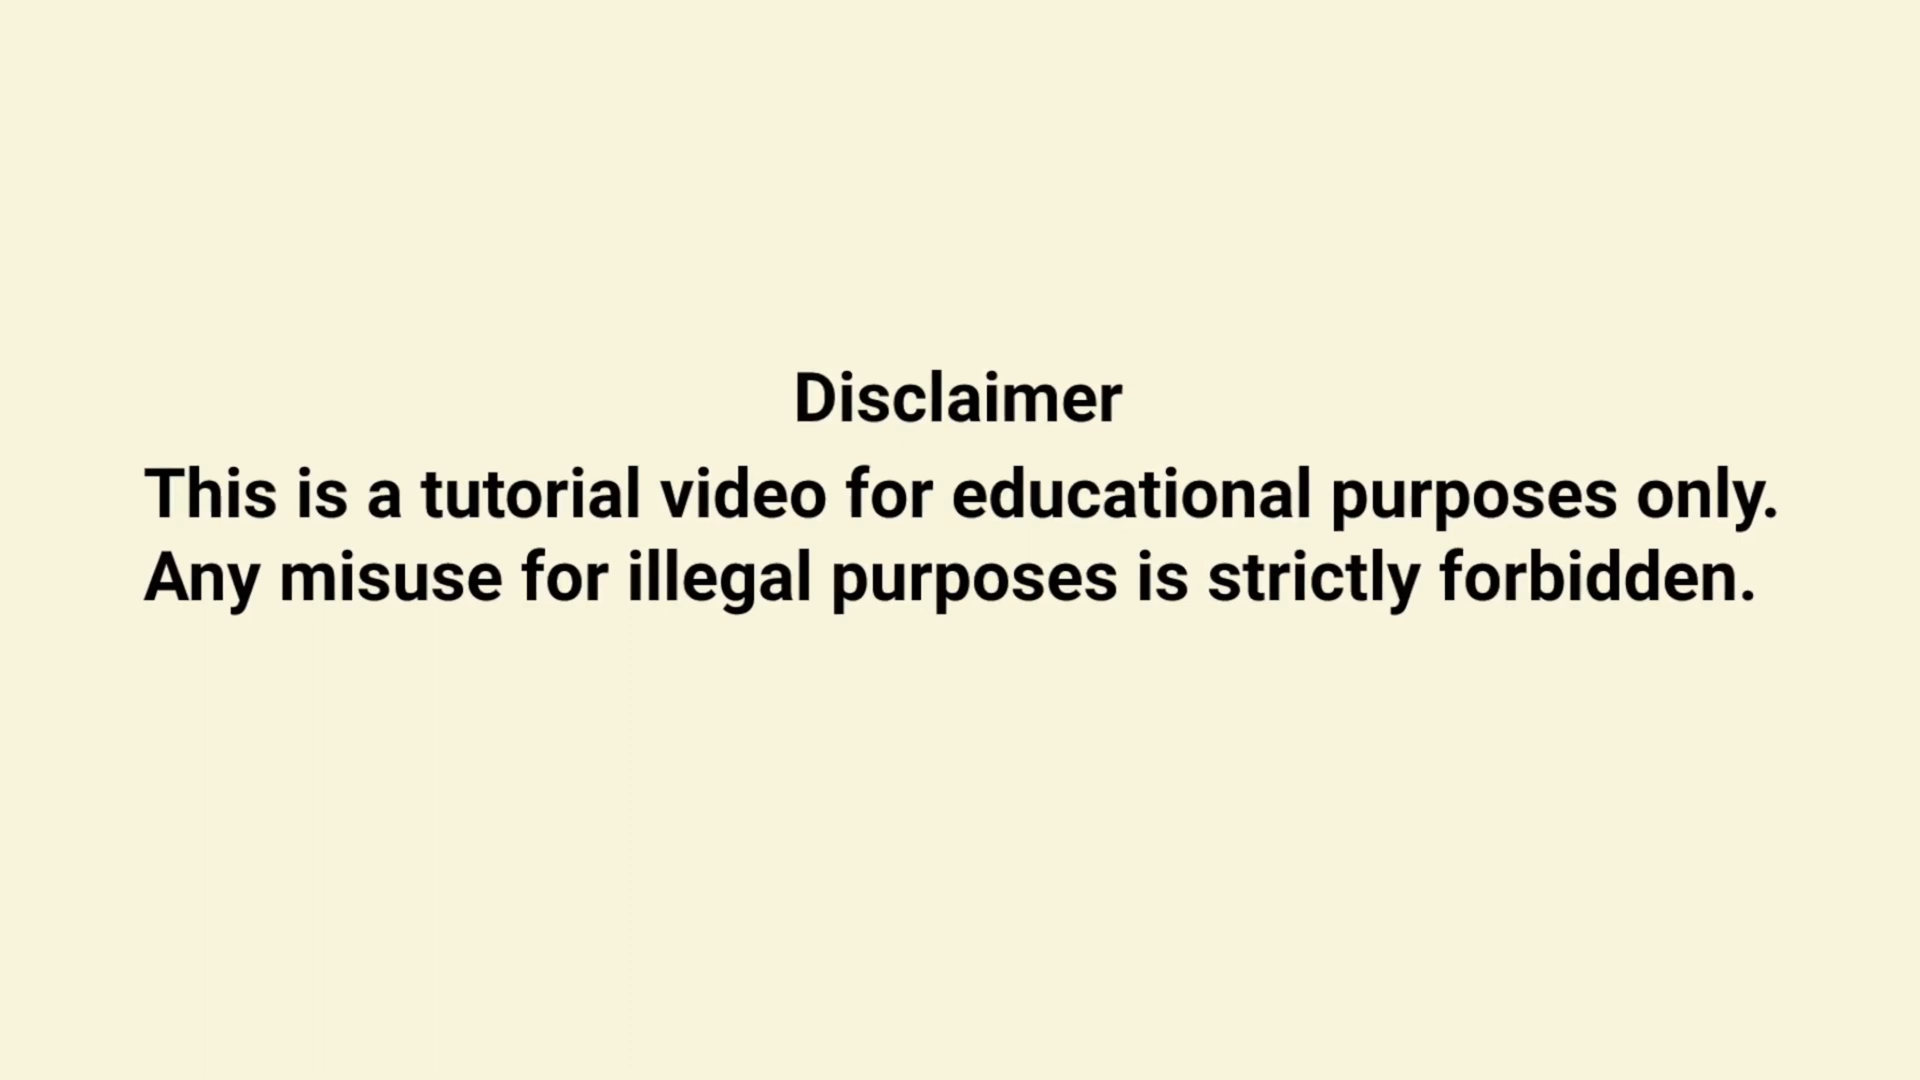 Disclaimer
This is a tutorial video for educational purposes only.
Any misuse for illegal purposes is strictly forbidden.